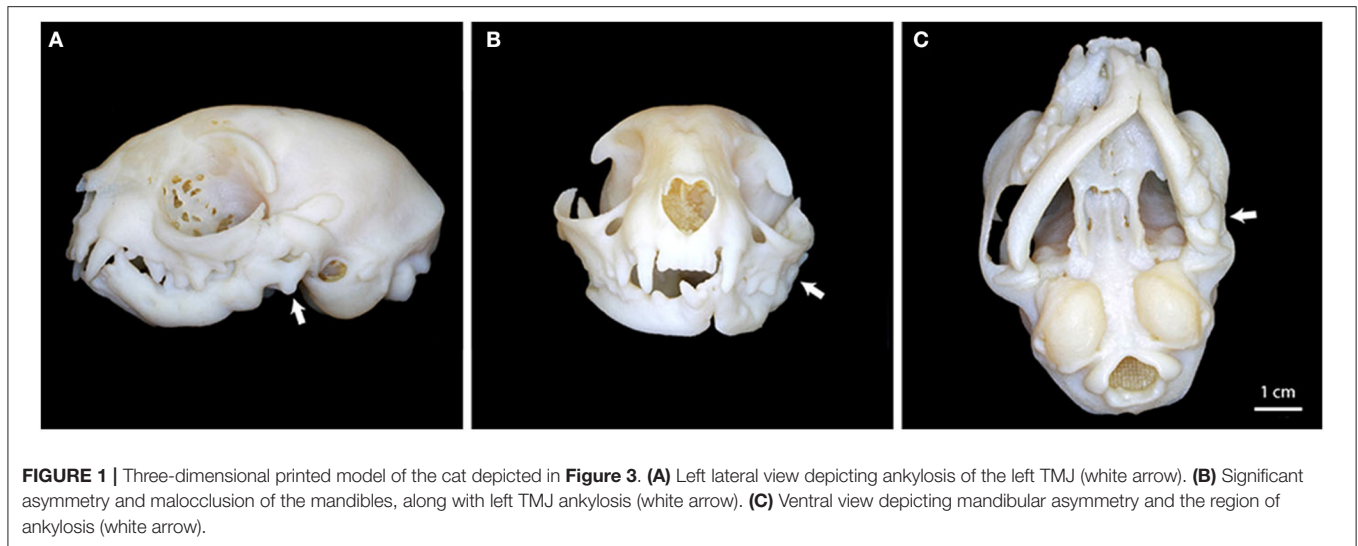 A
B
C
1 cm
FIGURE 1 | Three-dimensional printed model of the cat depicted in Figure 3. (A) Left lateral view depicting ankylosis of the left TMJ (white arrow). (B) Significant
asymmetry and malocclusion of the mandibles, along with left TMJ ankylosis (white arrow). (C) Ventral view depicting mandibular asymmetry and the region of
ankylosis (white arrow).